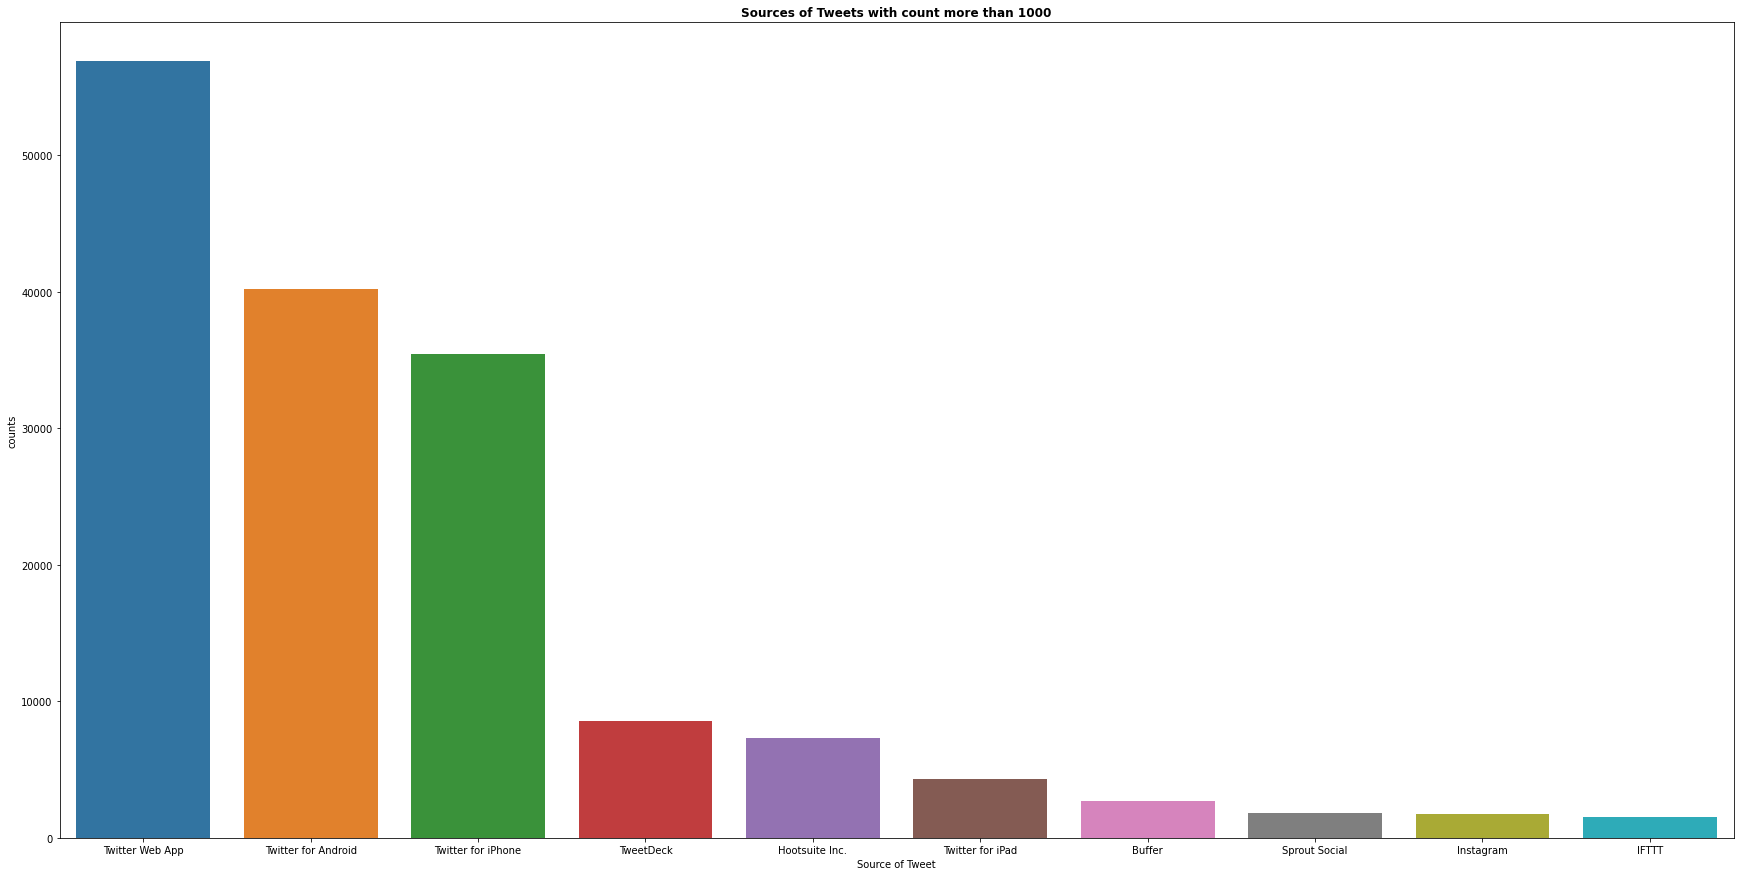 Sources of Tweets with count more than 1000
counts
50000
40000
30000
20000
10000
0
Twitter Web App
Twitter for Android
Twitter for iPhone
TweetDeck
Hootsuite Inc.
Twitter for iPad
Buffer
Sprout Social
Instagram
IFTTT
Source of Tweet